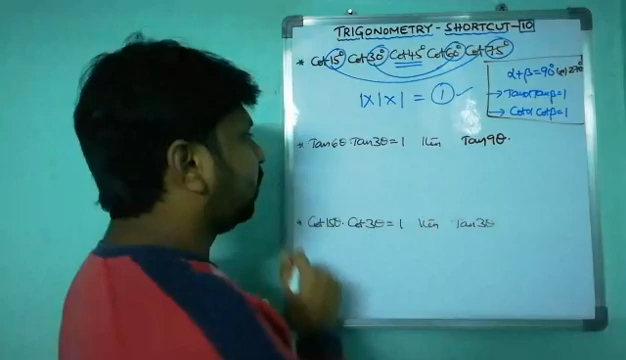 TRIGONOMETRY - SHORTCUT - 10
* Cot15° Cot30° Cot45° Cot60° Cot75°
1×1×1 = 1 ✓
α+β=90° (or) 270°
→ Tanα Tanβ=1
→ Cotα Cotβ=1
* Tan6θ·Tan3θ=1 then Tan9θ.
* Cot15θ·Cot3θ=1 then Tan3θ